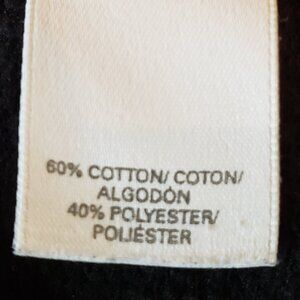 60% COTTON/ COTON/
ALGODÓN
40% POLYESTER/
POLIÉSTER